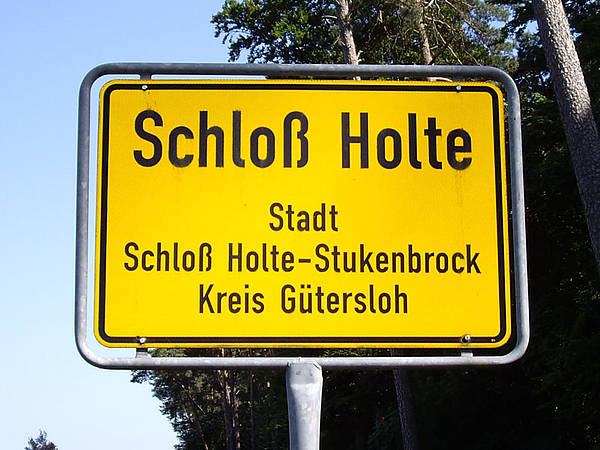 Schloß Holte
Stadt
Schloß Holte-Stukenbrock
Kreis Gütersloh